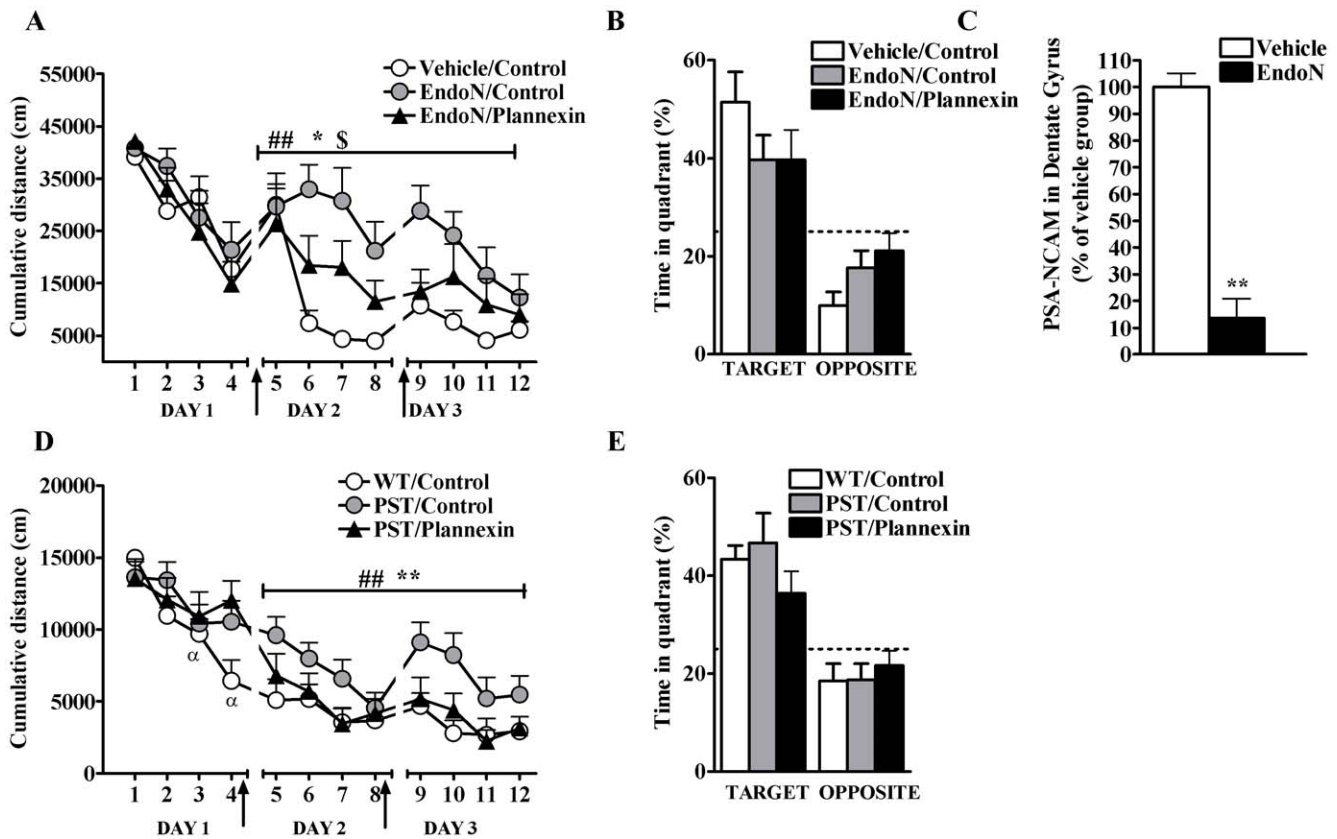 A
Vehicle/Control
EndoN/Control
EndoN/Plannexin
Cumulative distance (cm)
55000
45000
35000
25000
15000
5000
## * $
1 2 3 4 5 6 7 8 9 10 11 12
DAY 1 DAY 2 DAY 3
B
Vehicle/Control
EndoN/Control
EndoN/Plannexin
Time in quadrant (%)
60
40
20
0
TARGET OPPOSITE
C
Vehicle
EndoN
PSA-NCAM in Dentate Gyrus
(% of vehicle group)
110
100
90
80
70
60
50
40
30
20
10
0
**
D
WT/Control
PST/Control
PST/Plannexin
Cumulative distance (cm)
20000
15000
10000
5000
0
## **
α
α
1 2 3 4 5 6 7 8 9 10 11 12
DAY 1 DAY 2 DAY 3
E
WT/Control
PST/Control
PST/Plannexin
Time in quadrant (%)
60
40
20
0
TARGET OPPOSITE